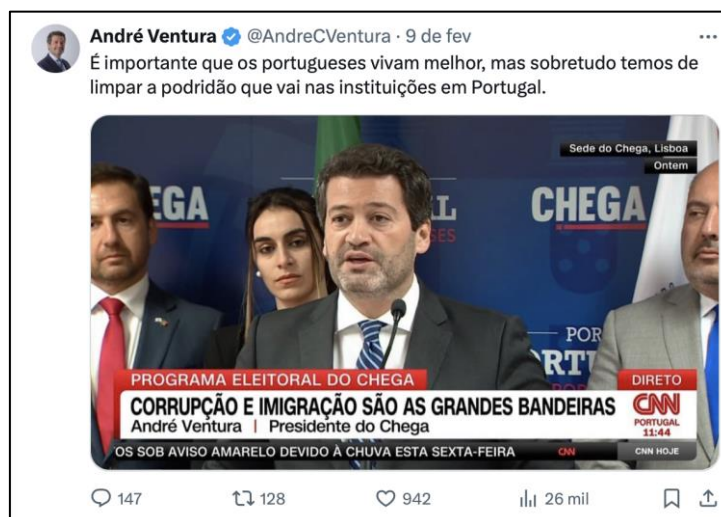 André Ventura @AndreCVentura · 9 de fev
É importante que os portugueses vivam melhor, mas sobretudo temos de
limpar a podridão que vai nas instituições em Portugal.
Sede do Chega, Lisboa
Ontem
EGA
CHEGA
POR
PROGRAMA ELEITORAL DO CHEGA
DIRETO
CORRUPÇÃO E IMIGRAÇÃO SÃO AS GRANDES BANDEIRAS
CNN
PORTUGAL
André Ventura | Presidente do Chega
11:44
OS SOB AVISO AMARELO DEVIDO À CHUVA ESTA SEXTA-FEIRA
CNN
CNN HOJE
147 128 942 26 mil